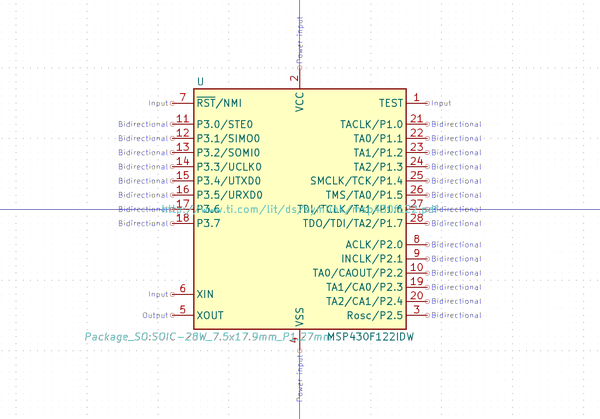 Power input
2
U
VCC
Input 7 RST/NMI TEST 1 Input
Bidirectional 11 P3.0/STE0 TACLK/P1.0 21 Bidirectional
Bidirectional 12 P3.1/SIMO0 TA0/P1.1 22 Bidirectional
Bidirectional 13 P3.2/SOMI0 TA1/P1.2 23 Bidirectional
Bidirectional 14 P3.3/UCLK0 TA2/P1.3 24 Bidirectional
Bidirectional 15 P3.4/UTXD0 SMCLK/TCK/P1.4 25 Bidirectional
Bidirectional 16 P3.5/URXD0 TMS/TA0/P1.5 26 Bidirectional
Bidirectional 17 P3.6 27 Bidirectional
Bidirectional 18 P3.7 TDO/TDI/TA2/P1.7 28 Bidirectional
ACLK/P2.0 8 Bidirectional
INCLK/P2.1 9 Bidirectional
TA0/CAOUT/P2.2 10 Bidirectional
TA1/CA0/P2.3 19 Bidirectional
Input 6 XIN TA2/CA1/P2.4 20 Bidirectional
Output 5 XOUT Rosc/P2.5 3 Bidirectional
VSS
Package_SO:SOIC-28W_7.5x17.9mm_P1.27mm MSP430F122IDW
4
Power input